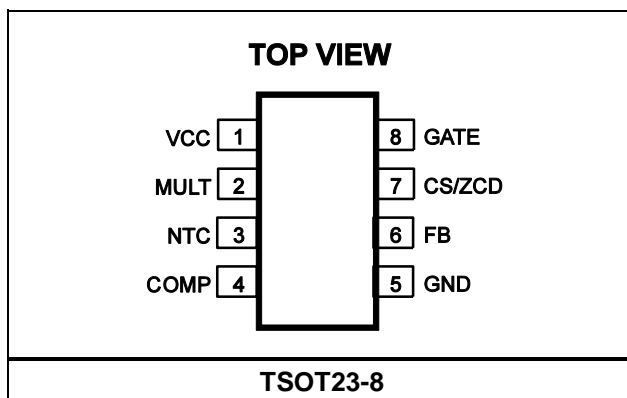 TOP VIEW
VCC 1 8 GATE
MULT 2 7 CS/ZCD
NTC 3 6 FB
COMP 4 5 GND
TSOT23-8